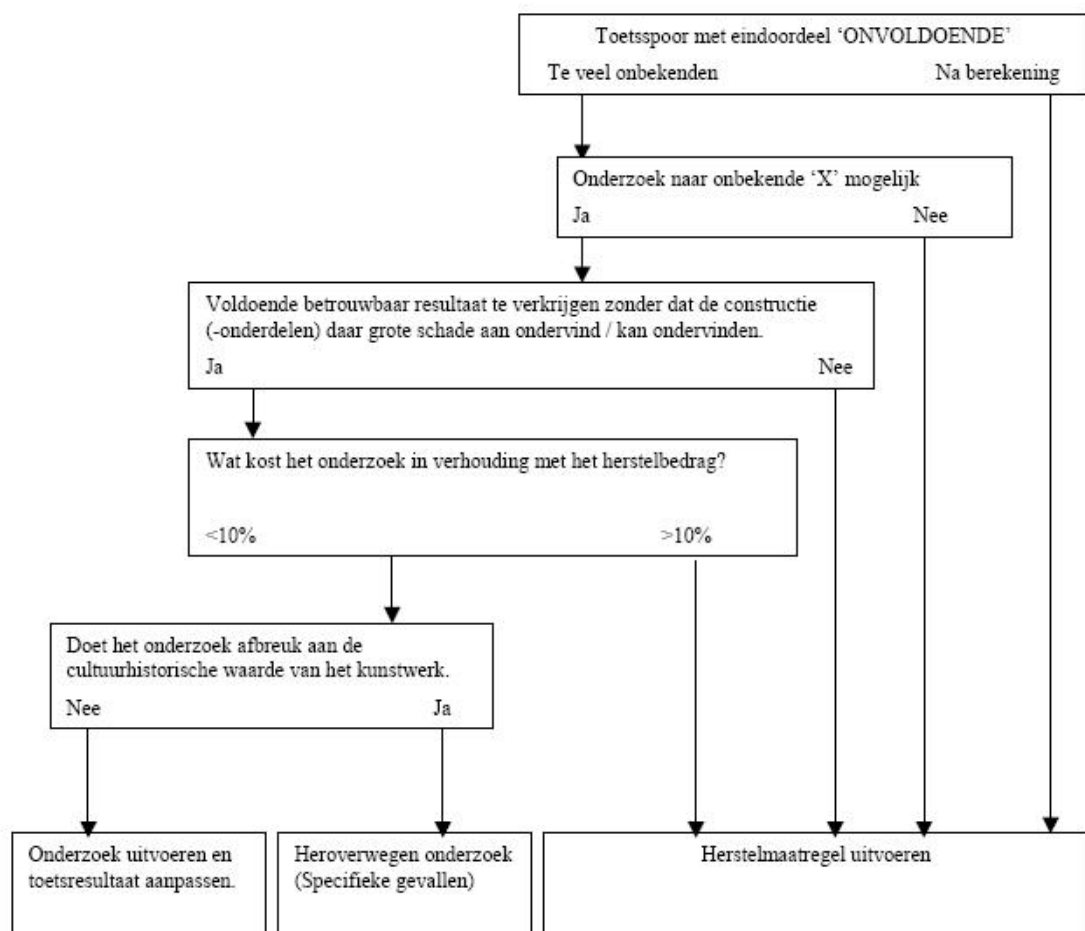 Toetsspoor met eindoordeel ‘ONVOLDOENDE’
Te veel onbekenden Na berekening
Onderzoek naar onbekende ‘X’ mogelijk
Ja Nee
Voldoende betrouwbaar resultaat te verkrijgen zonder dat de constructie
(-onderdelen) daar grote schade aan ondervind / kan ondervinden.
Ja Nee
Wat kost het onderzoek in verhouding met het herstelbedrag?
<10% >10%
Doet het onderzoek afbreuk aan de
cultuurhistorische waarde van het kunstwerk.
Nee Ja
Onderzoek uitvoeren en
toetsresultaat aanpassen.
Heroverwegen onderzoek
(Specifieke gevallen)
Herstelmaatregel uitvoeren